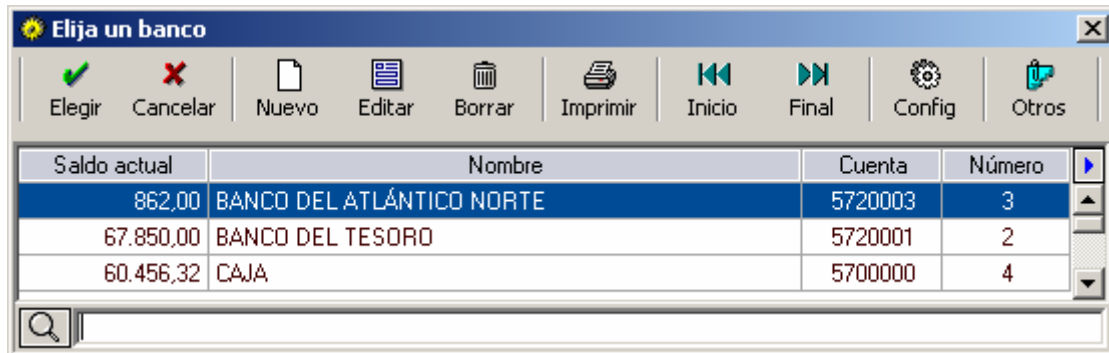 Elija un banco
Elegir Cancelar Nuevo Editar Borrar Imprimir Inicio Final Config Otros
Saldo actual Nombre Cuenta Número
862,00 BANCO DEL ATLÁNTICO NORTE 5720003 3
67.850,00 BANCO DEL TESORO 5720001 2
60.456,32 CAJA 5700000 4